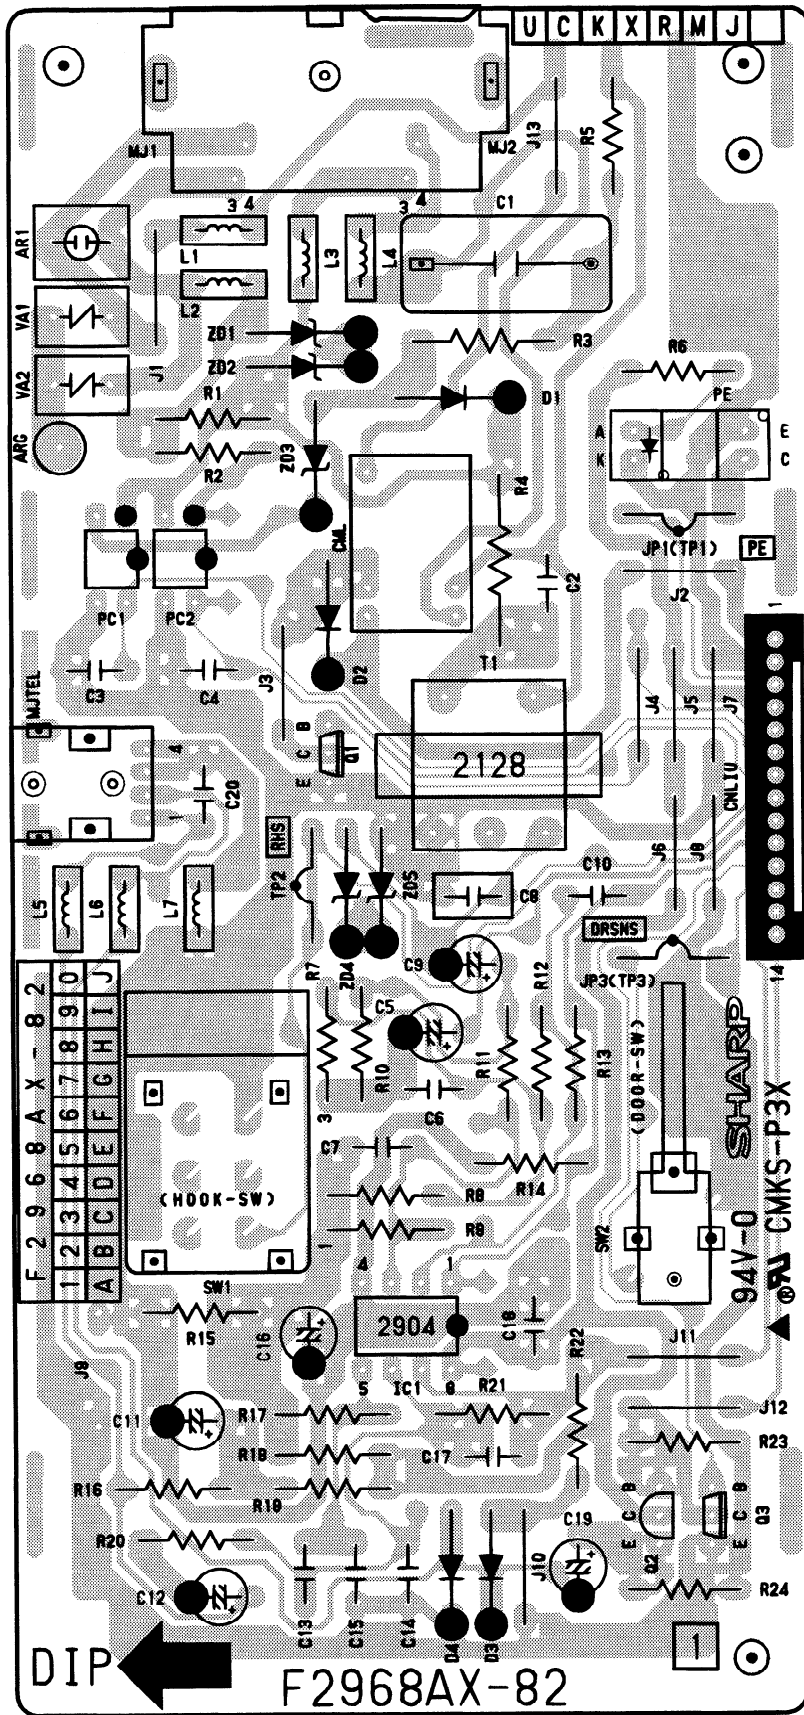 U C K X R M J
MJ1
MJ2
J13
R5
3 4
3 4
C1
AR1
L1
L3
L4
L2
VA1
ZD1
R3
J1
ZD2
R6
VA2
R1
D1
PE
ARG
R2
ZD3
A
E
K
C
R4
CML
JP1(TP1)
PE
C2
J2
PC1
PC2
1
T1
C3
C4
J3
D2
MJTEL
J4
J5
J7
B
C
E
Q1
4
1
C20
2128
CNLIU
RHS
J6
J8
TP2
ZD5
C8
C10
L5
L6
L7
DRSNS
R7
ZD4
C9
R12
JP3(TP3)
14
C5
R10
R11
R13
(DOOR-SW)
SHARP
3
C6
C7
R14
(HOOK-SW)
R8
R9
1
SW1
4
1
SW2
94V-0
CMKS-P3X
F2968AX-82
1 2 3 4 5 6 7 8 9 0
A B C D E F G H I J
R15
C16
2904
C18
R22
J11
J9
5
IC1
8
R21
J12
C11
R17
R18
C17
R23
R16
R19
B
C
E
B
C
E
Q3
R20
C19
Q2
J10
C12
R24
C13
C15
C14
D4
D3
1
DIP
F2968AX-82